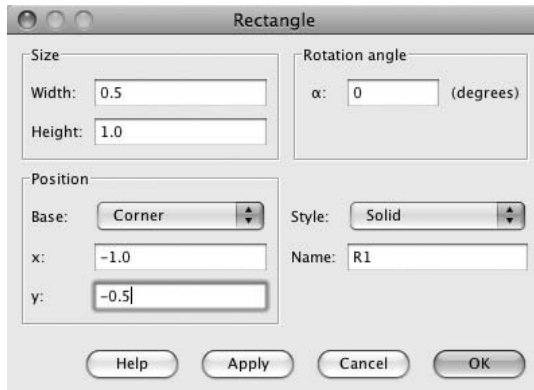 Rectangle
Size
Width: 0.5
Height: 1.0
Rotation angle
α: 0 (degrees)
Position
Base: Corner
x: -1.0
y: -0.5
Style: Solid
Name: R1
Help Apply Cancel OK